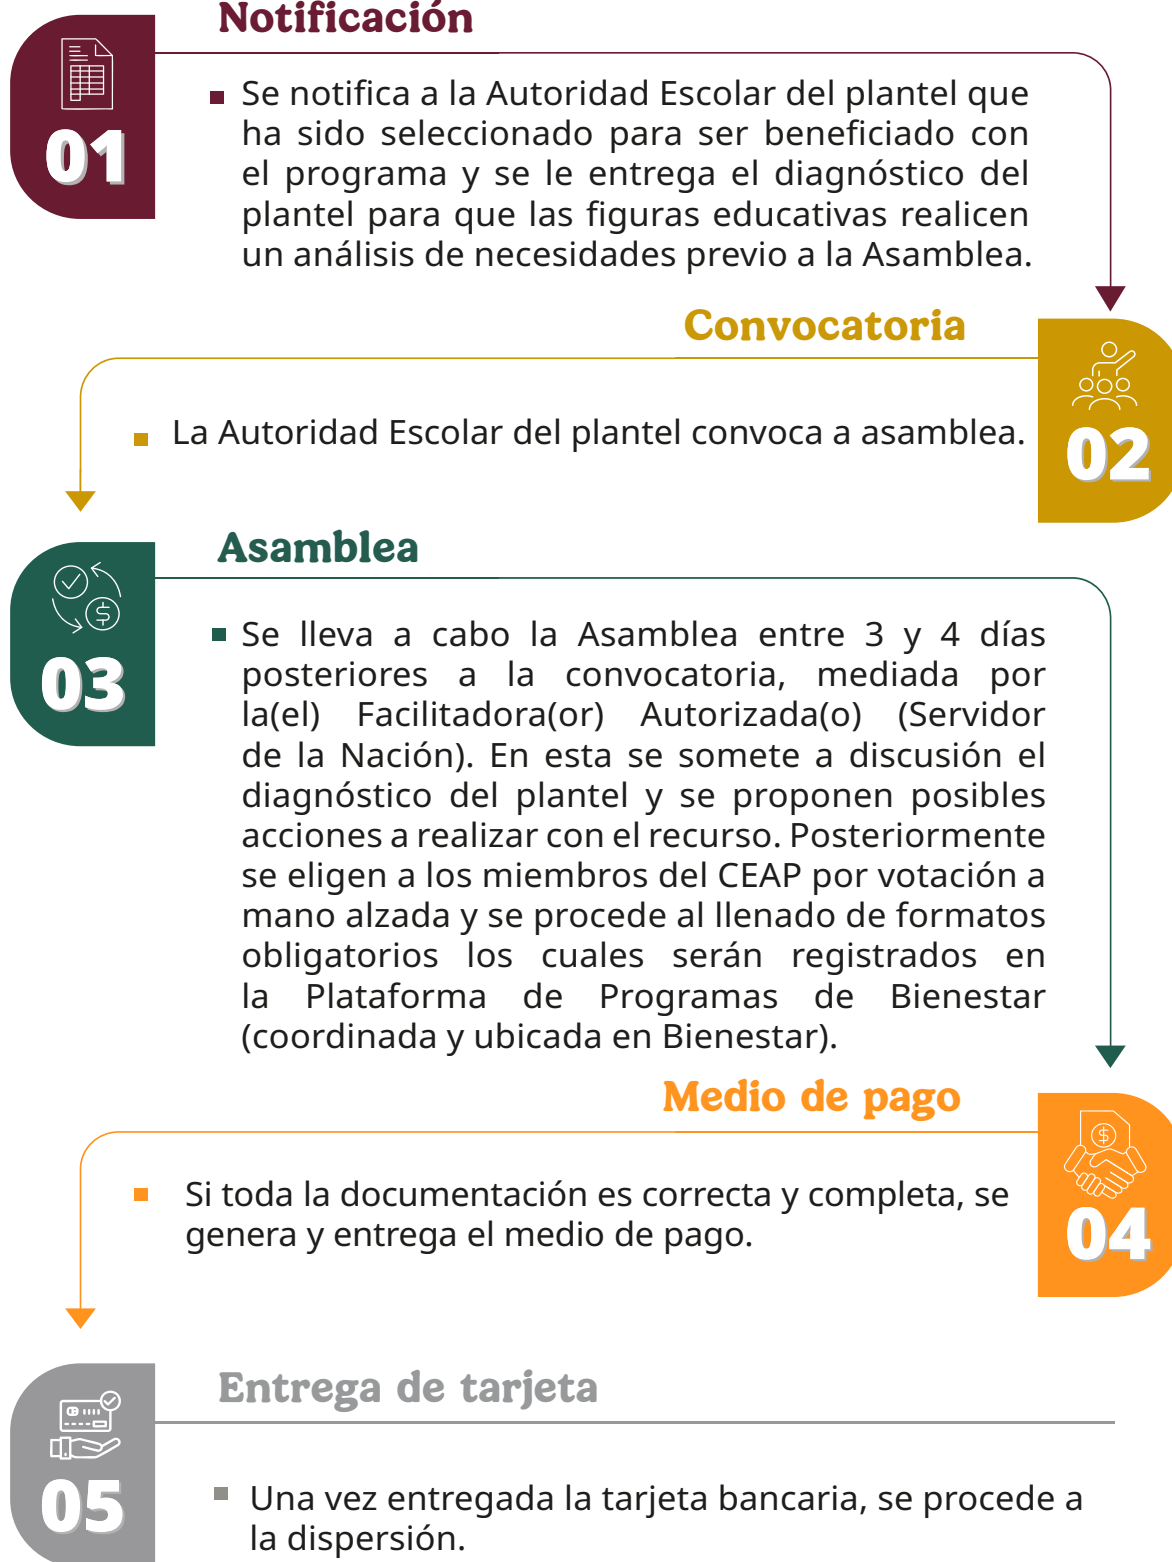 Notificación
01
Se notifica a la Autoridad Escolar del plantel que
ha sido seleccionado para ser beneficiado con
el programa y se le entrega el diagnóstico del
plantel para que las figuras educativas realicen
un análisis de necesidades previo a la Asamblea.
Convocatoria
02
La Autoridad Escolar del plantel convoca a asamblea.
Asamblea
03
Se lleva a cabo la Asamblea entre 3 y 4 días
posteriores a la convocatoria, mediada por
la(el) Facilitadora(or) Autorizada(o) (Servidor
de la Nación). En esta se somete a discusión el
diagnóstico del plantel y se proponen posibles
acciones a realizar con el recurso. Posteriormente
se eligen a los miembros del CEAP por votación a
mano alzada y se procede al llenado de formatos
obligatorios los cuales serán registrados en
la Plataforma de Programas de Bienestar
(coordinada y ubicada en Bienestar).
Medio de pago
04
Si toda la documentación es correcta y completa, se
genera y entrega el medio de pago.
Entrega de tarjeta
05
Una vez entregada la tarjeta bancaria, se procede a
la dispersión.